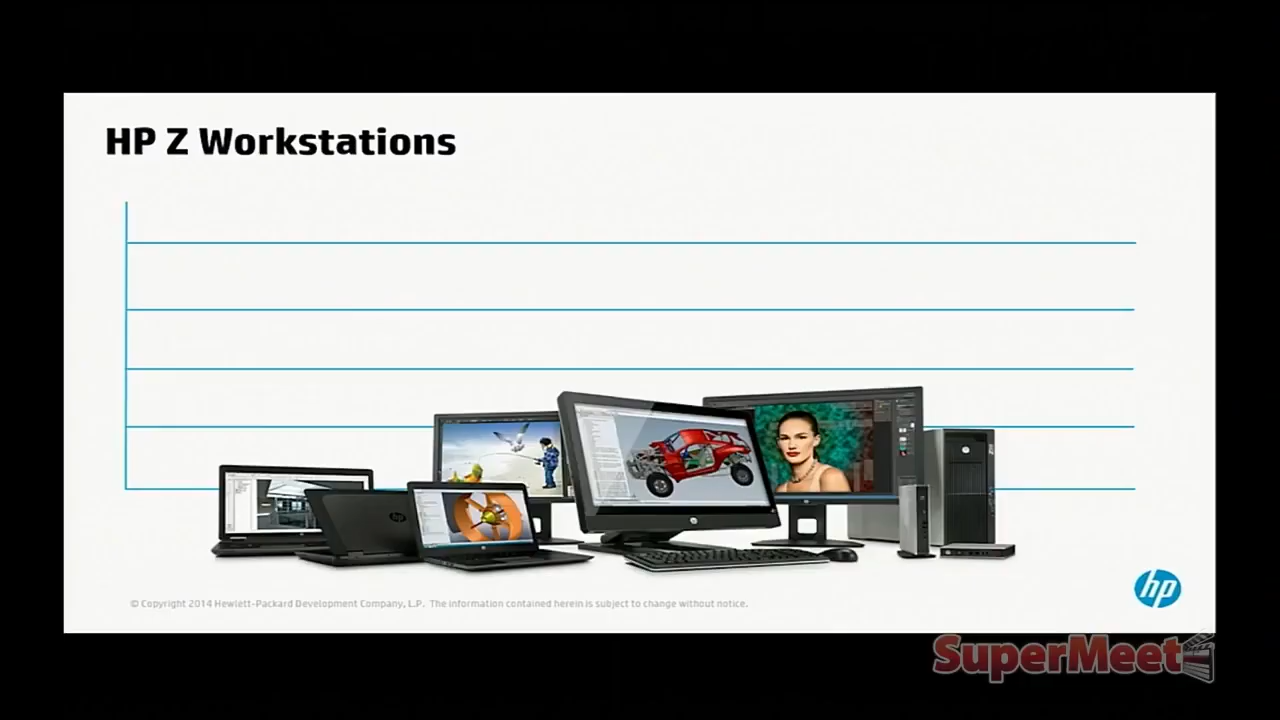 HP Z Workstations
© Copyright 2014 Hewlett-Packard Development Company, L.P. The information contained herein is subject to change without notice.
hp
SuperMeet